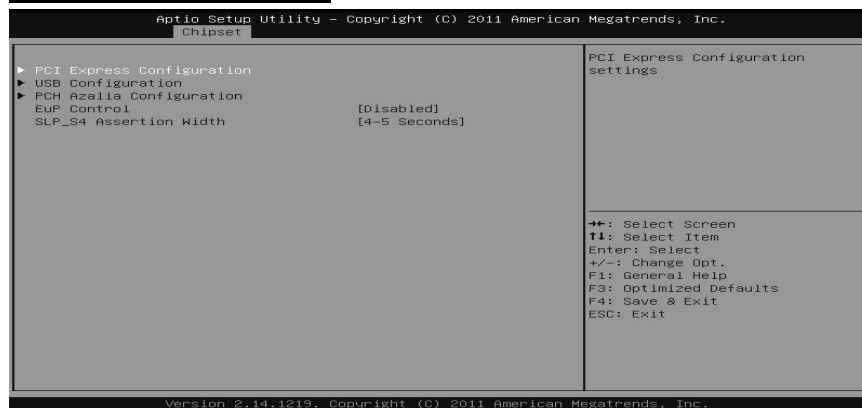 Aptio Setup Utility – Copyright (C) 2011 American Megatrends, Inc.
Chipset
► PCI Express Configuration
► USB Configuration
► PCH Azalia Configuration
EuP Control [Disabled]
SLP_S4 Assertion Width [4-5 Seconds]
PCI Express Configuration
settings
→←: Select Screen
↑↓: Select Item
Enter: Select
+/-: Change Opt.
F1: General Help
F3: Optimized Defaults
F4: Save & Exit
ESC: Exit
Version 2.14.1219. Copyright (C) 2011 American Megatrends, Inc.